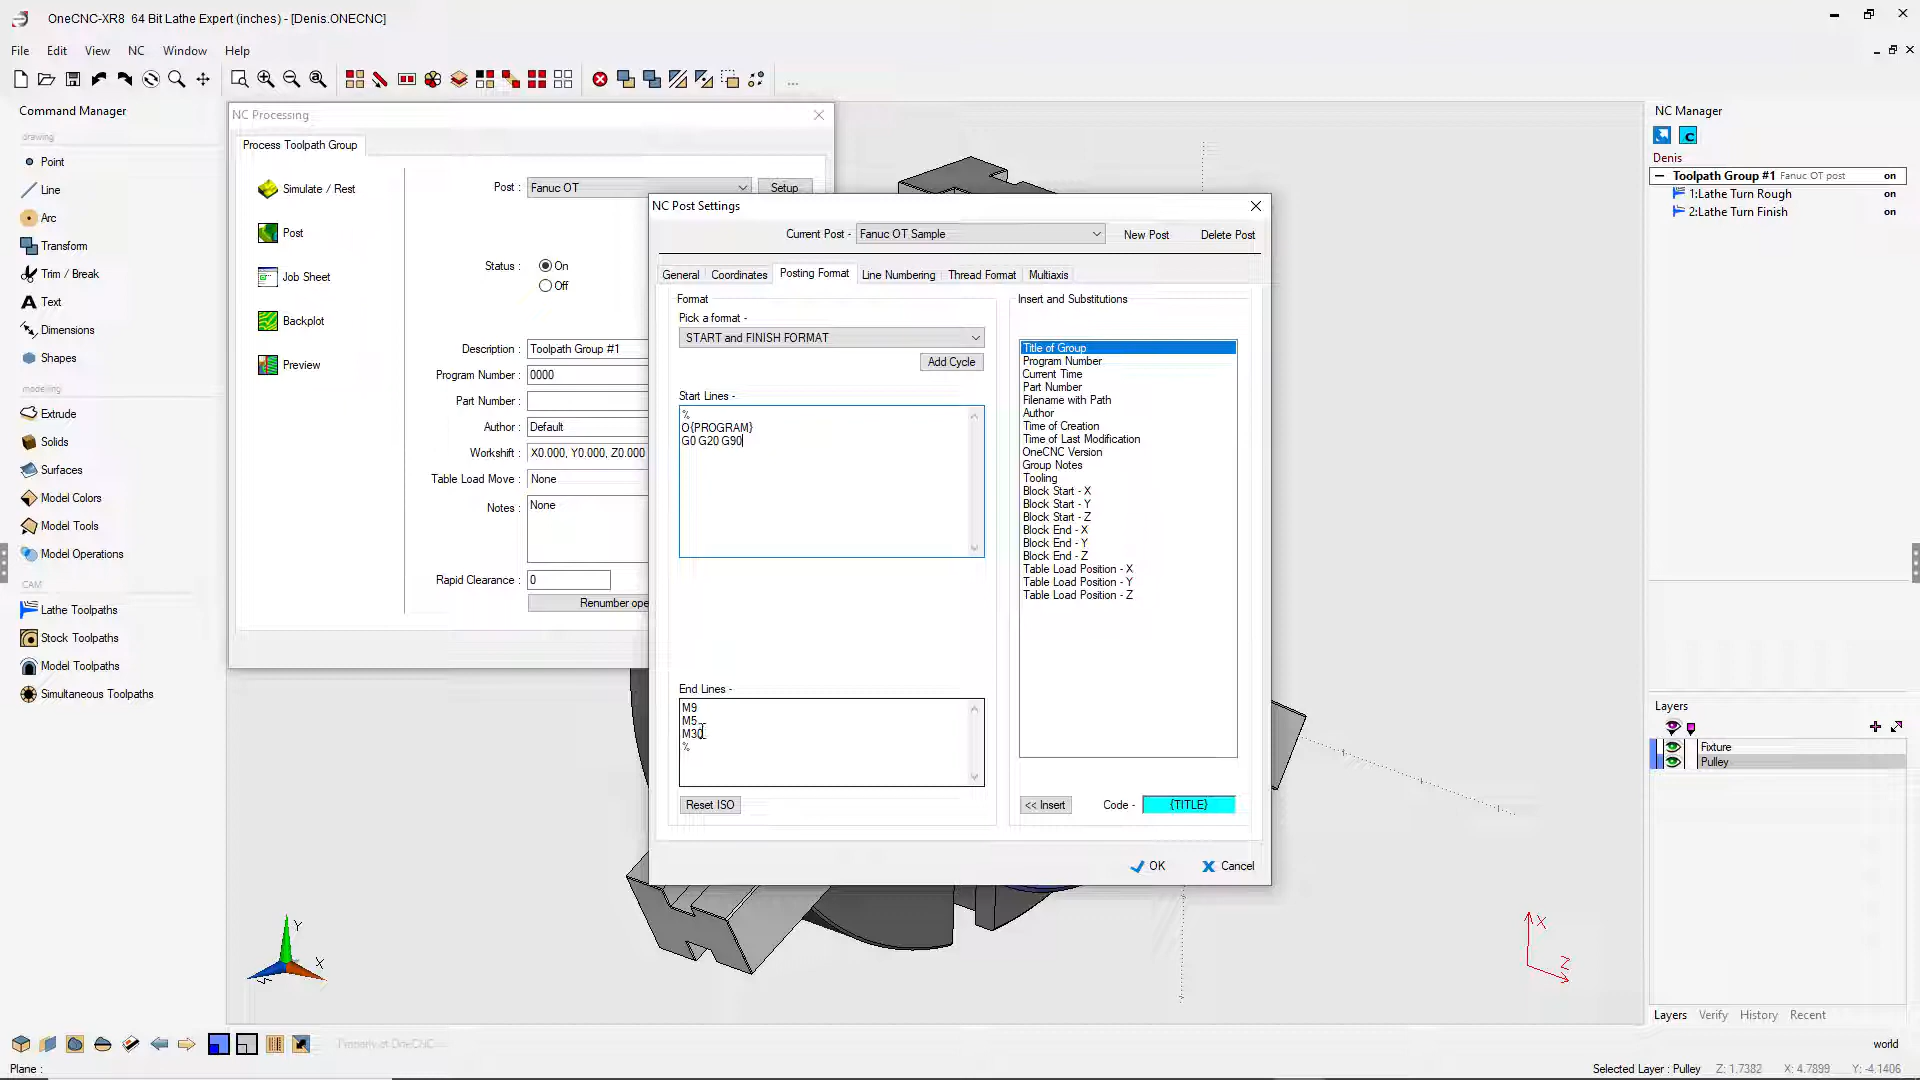 OneCNC-XR8 64 Bit Lathe Expert (inches) - [Denis.ONECNC]
File Edit View NC Window Help
...
Command Manager
drawing
Point
Line
Arc
Transform
Trim / Break
Text
Dimensions
Shapes
modelling
Extrude
Solids
Surfaces
Model Colors
Model Tools
Model Operations
CAM
Lathe Toolpaths
Stock Toolpaths
Model Toolpaths
Simultaneous Toolpaths
NC Processing
Process Toolpath Group
Simulate / Rest
Post
Job Sheet
Backplot
Preview
Post : Fanuc OT Setup
Status : On
Off
Description : Toolpath Group #1
Program Number : 0000
Part Number :
Author : Default
Workshift : X0.000, Y0.000, Z0.000
Table Load Move : None
Notes : None
Rapid Clearance : 0
Renumber ope
NC Post Settings
Current Post - Fanuc OT Sample New Post Delete Post
General Coordinates Posting Format Line Numbering Thread Format Multiaxis
Format
Pick a format -
START and FINISH FORMAT
Add Cycle
Start Lines -
%
O{PROGRAM}
G0 G20 G90
End Lines -
M9
M5
M30
%
Reset ISO
Insert and Substitutions
Title of Group
Program Number
Current Time
Part Number
Filename with Path
Author
Time of Creation
Time of Last Modification
OneCNC Version
Group Notes
Tooling
Block Start - X
Block Start - Y
Block Start - Z
Block End - X
Block End - Y
Block End - Z
Table Load Position - X
Table Load Position - Y
Table Load Position - Z
<< Insert Code - {TITLE}
OK Cancel
NC Manager
Denis
Toolpath Group #1 Fanuc OT post on
1:Lathe Turn Rough on
2:Lathe Turn Finish on
Layers
Fixture
Pulley
Layers Verify History Recent
Y
X
Z
X
Z
Property of OneCNC...
world
Plane :
Selected Layer : Pulley Z: 1.7382 X: 4.7899 Y: -4.1406